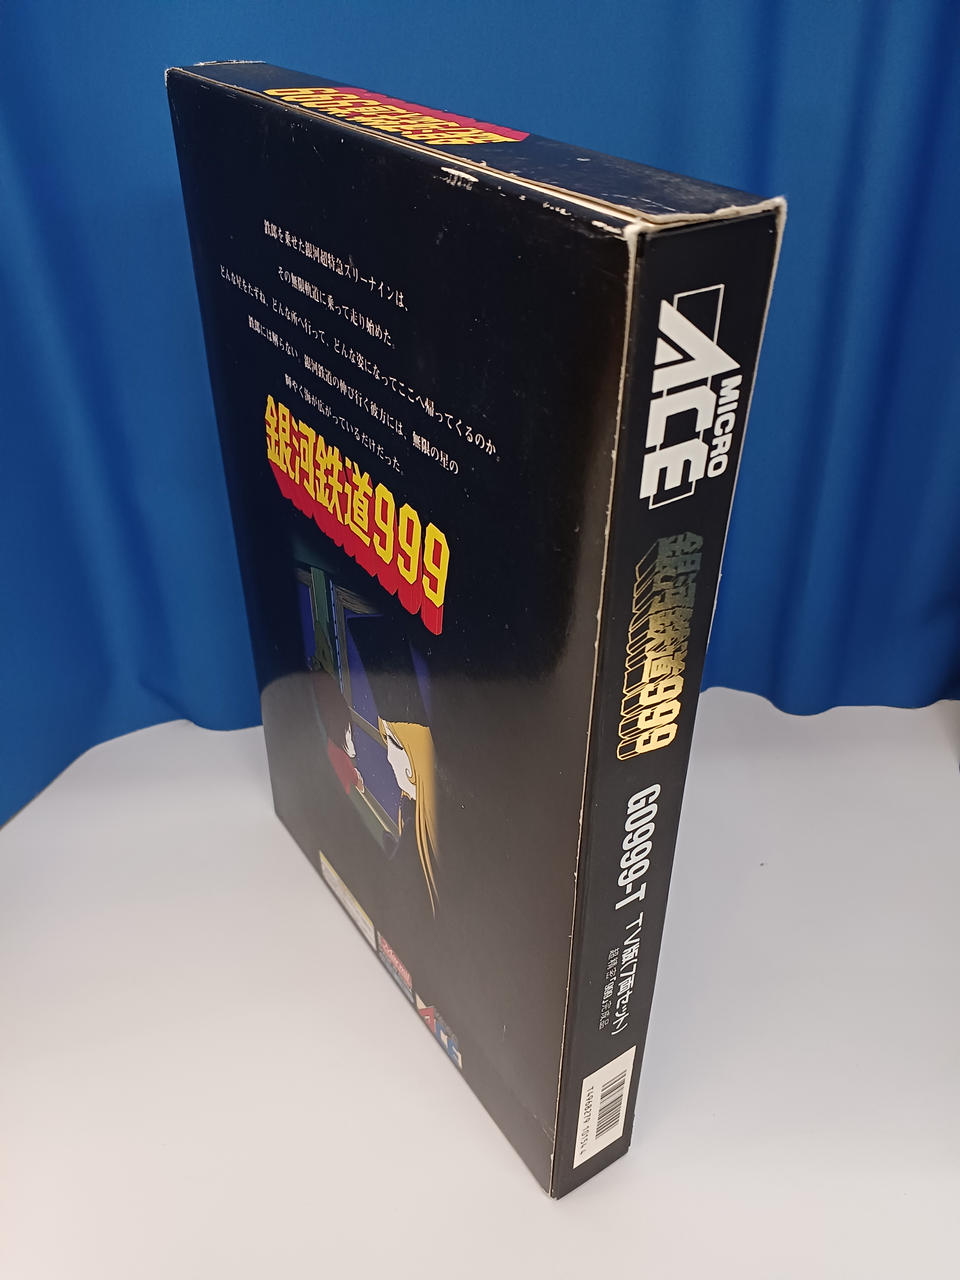 銀河鉄道999
鉄郎を乗せた銀河超特急スリーナインは、
その無限軌道に乗って走り始めた。
どんな星をたずね、どんな所へ行って、どんな姿になってここへ帰ってくるのか。
鉄郎には解らない。銀河鉄道の伸び行く彼方には、無限の星の
輝やく海が広がっているだけだった。
銀河鉄道999
MICRO
ACE
銀河鉄道999
G0999-T TV版(7両セット)